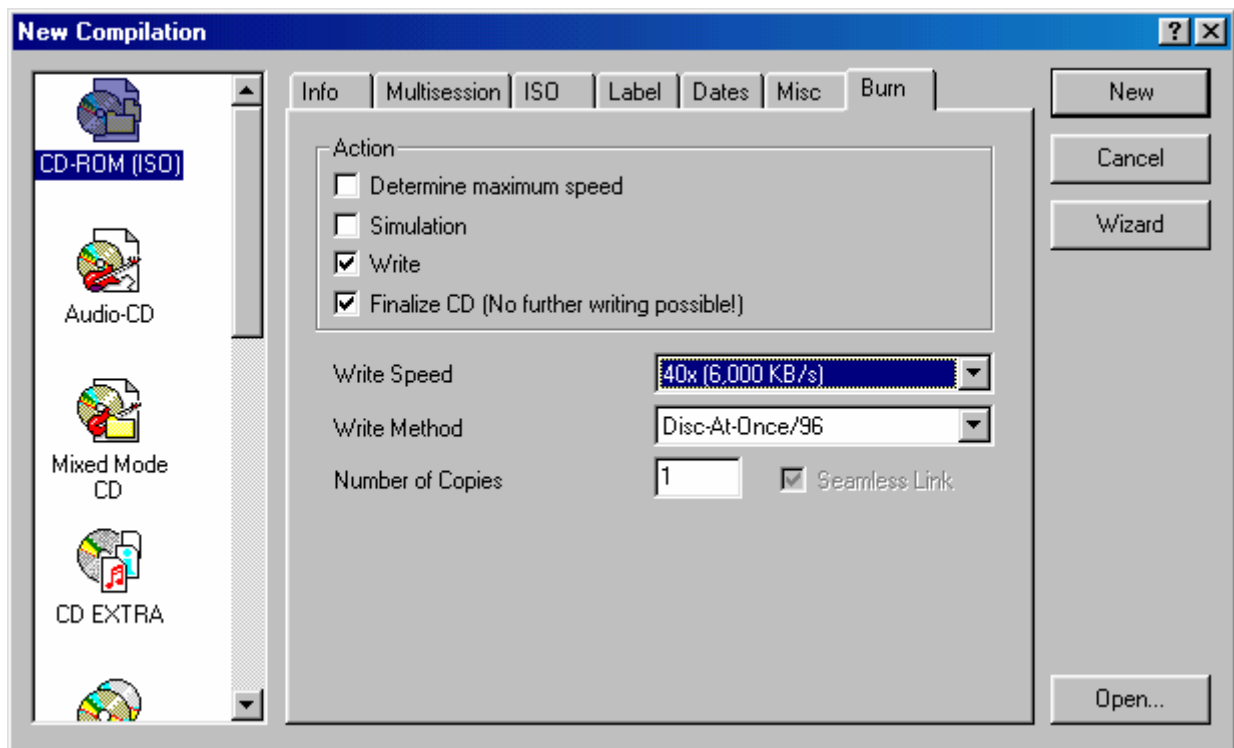 New Compilation
CD-ROM (ISO)
Audio-CD
Mixed Mode
CD
CD EXTRA
Info Multisession ISO Label Dates Misc Burn
Action
Determine maximum speed
Simulation
Write
Finalize CD (No further writing possible!)
Write Speed 40x (6,000 KB/s)
Write Method Disc-At-Once/96
Number of Copies 1 Seamless Link
New
Cancel
Wizard
Open...